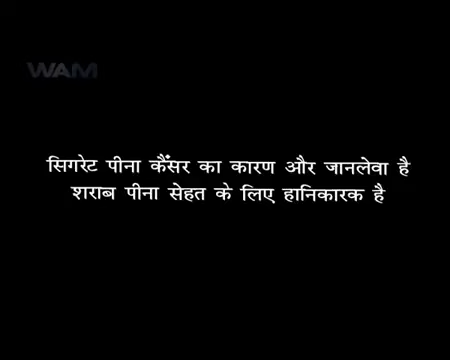 WAM
सिगरेट पीना कैंसर का कारण और जानलेवा है
शराब पीना सेहत के लिए हानिकारक है